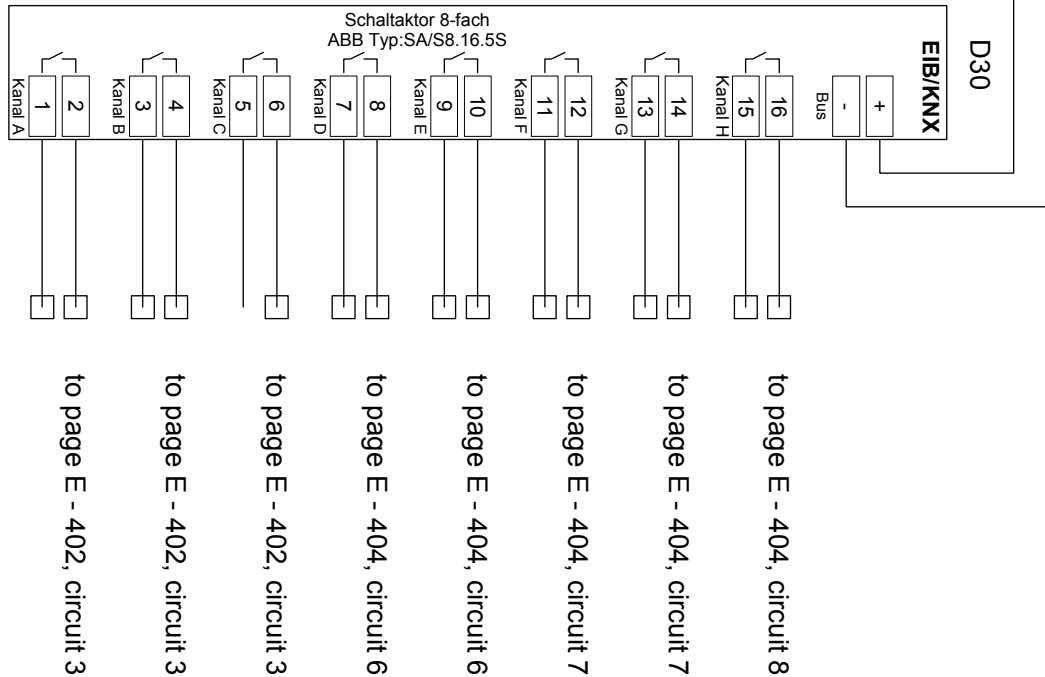 Schaltaktor 8-fach
ABB Typ:SA/S8.16.5S
EIB/KNX
D30
1
2
Kanal A
3
4
Kanal B
5
6
Kanal C
7
8
Kanal D
9
10
Kanal E
11
12
Kanal F
13
14
Kanal G
15
16
Kanal H
-
+
Bus
to page E - 402, circuit 3
to page E - 402, circuit 3
to page E - 402, circuit 3
to page E - 404, circuit 6
to page E - 404, circuit 6
to page E - 404, circuit 7
to page E - 404, circuit 7
to page E - 404, circuit 8